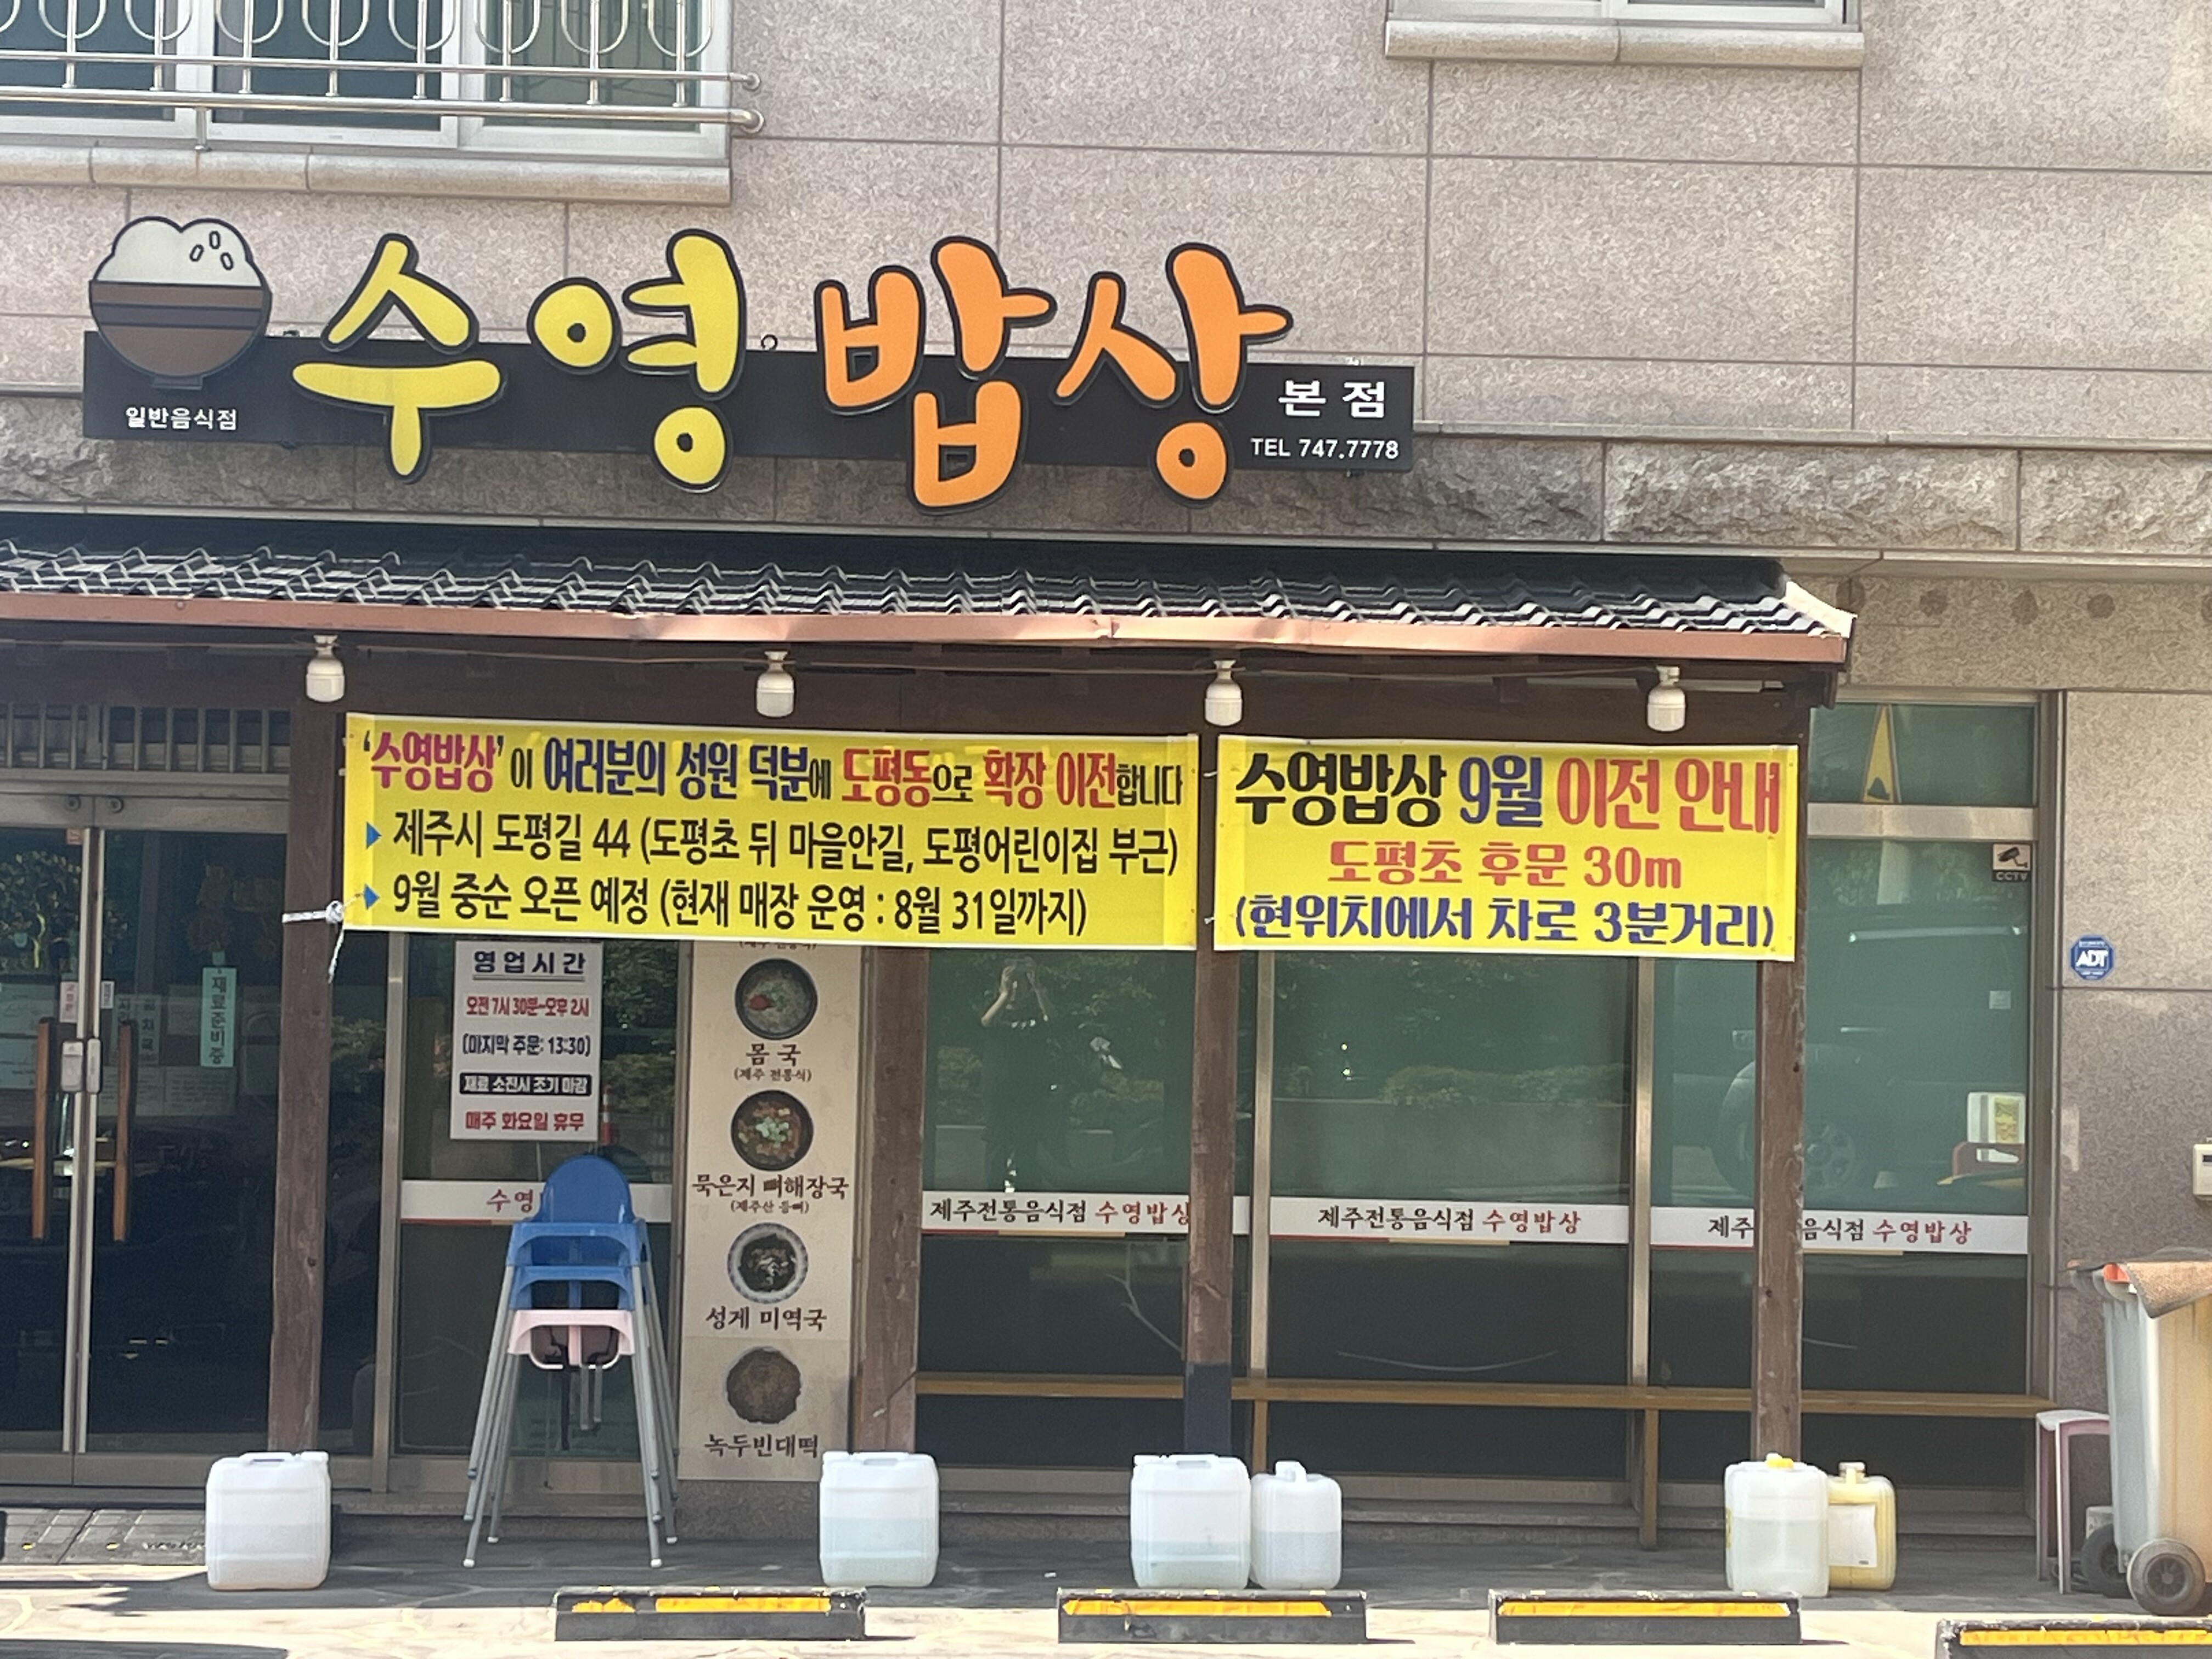 수영밥상
일반음식점
본점
TEL 747.7778
'수영밥상'이 여러분의 성원 덕분에 도평동으로 확장 이전합니다
제주시 도평길 44 (도평초 뒤 마을안길, 도평어린이집 부근)
9월 중순 오픈 예정 (현재 매장 운영 : 8월 31일까지)
수영밥상 9월 이전 안내
도평초 후문 30m
(현위치에서 차로 3분거리)
CCTV
ADT
재료준비중
영업시간
오전 7시 30분~오후 2시
(마지막 주문: 13:30)
재료 소진시 조기 마감
매주 화요일 휴무
몸국
(제주 전통식)
묵은지 뼈해장국
(제주산 등뼈)
성게 미역국
녹두빈대떡
수영
제주전통음식점 수영밥상
제주전통음식점 수영밥상
제주 음식점 수영밥상